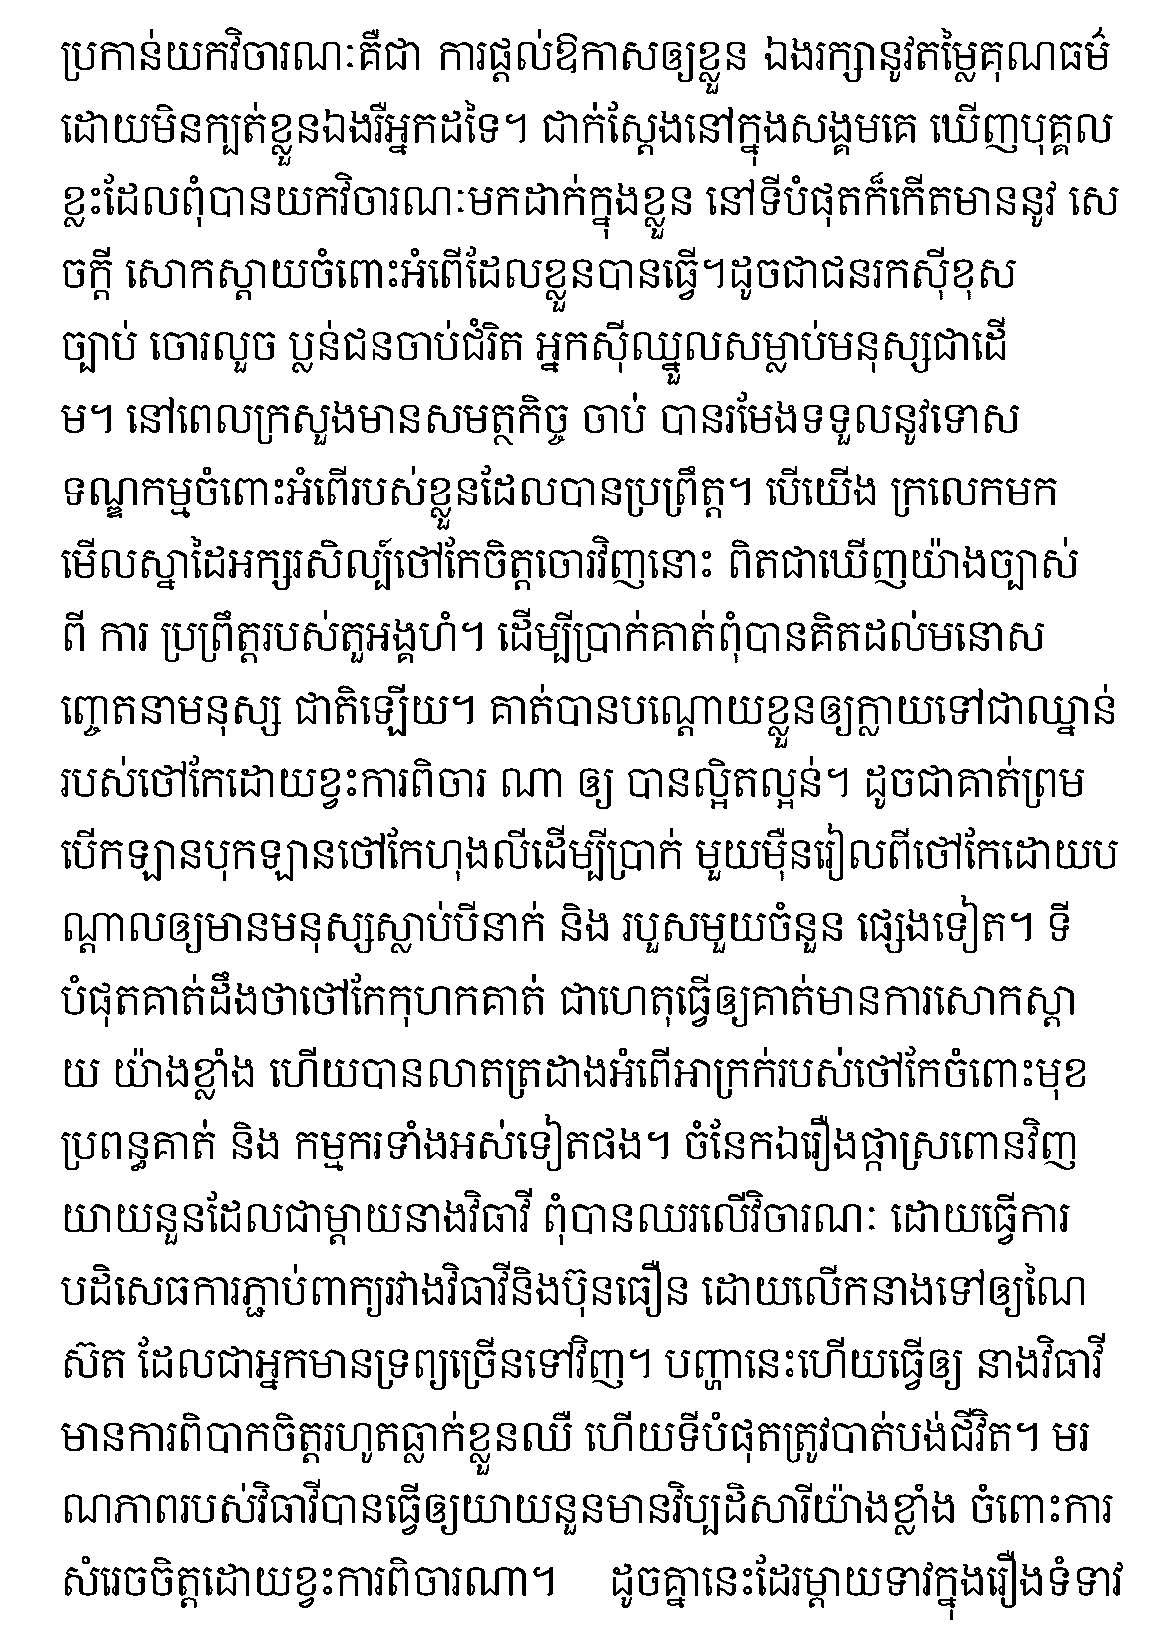 ប្រកាន់យកវិចារណៈគឺជា ការផ្តល់ឱកាសឲ្យខ្លួន ឯងរក្សានូវតម្លៃគុណធម៌
ដោយមិនក្បត់ខ្លួនឯងរឺអ្នកដទៃ។ ជាក់ស្តែងនៅក្នុងសង្គមគេ ឃើញបុគ្គល
ខ្លះដែលពុំបានយកវិចារណៈមកដាក់ក្នុងខ្លួន នៅទីបំផុតក៏កើតមាននូវ សេ
ចក្តី សោកស្តាយចំពោះអំពើដែលខ្លួនបានធ្វើ។ដូចជាជនរកស៊ីខុស
ច្បាប់ ចោរលួច ប្លន់ជនចាប់ជំរិត អ្នកស៊ីឈ្នួលសម្លាប់មនុស្សជាដើ
ម។ នៅពេលក្រសួងមានសមត្ថកិច្ច ចាប់ បានរមែងទទួលនូវទោស
ទណ្ឌកម្មចំពោះអំពើរបស់ខ្លួនដែលបានប្រព្រឹត្ត។ បើយើង ក្រលេកមក
មើលស្នាដៃអក្សរសិល្ប៍ថៅកែចិត្តចោរវិញនោះ ពិតជាឃើញយ៉ាងច្បាស់
ពី ការ ប្រព្រឹត្តរបស់តួអង្គហំ។ ដើម្បីប្រាក់គាត់ពុំបានគិតដល់មនោស
ញ្ចេតនាមនុស្ស ជាតិឡើយ។ គាត់បានបណ្តោយខ្លួនឲ្យក្លាយទៅជាឈ្នាន់
របស់ថៅកែដោយខ្វះការពិចារ ណា ឲ្យ បានល្អិតល្អន់។ ដូចជាគាត់ព្រម
បើកឡានបុកឡានថៅកែហុងលីដើម្បីប្រាក់ មួយម៉ឺនរៀលពីថៅកែដោយប
ណ្តាលឲ្យមានមនុស្សស្លាប់បីនាក់ និង របួសមួយចំនួន ផ្សេងទៀត។ ទី
បំផុតគាត់ដឹងថាថៅកែកុហកគាត់ ជាហេតុធ្វើឲ្យគាត់មានការសោកស្តា
យ យ៉ាងខ្លាំង ហើយបានលាតត្រដាងអំពើអាក្រក់របស់ថៅកែចំពោះមុខ
ប្រពន្ធគាត់ និង កម្មករទាំងអស់ទៀតផង។ ចំនែកឯរឿងផ្កាស្រពោនវិញ
យាយនួនដែលជាម្តាយនាងវិធាវី ពុំបានឈរលើវិចារណៈ ដោយធ្វើការ
បដិសេធការភ្ជាប់ពាក្យរវាងវិធាវីនិងប៊ុនធឿន ដោយលើកនាងទៅឲ្យណៃ
ស៊ត ដែលជាអ្នកមានទ្រព្យច្រើនទៅវិញ។ បញ្ហានេះហើយធ្វើឲ្យ នាងវិធាវី
មានការពិបាកចិត្តរហូតធ្លាក់ខ្លួនឈឺ ហើយទីបំផុតត្រូវបាត់បង់ជីវិត។ មរ
ណភាពរបស់វិធាវីបានធ្វើឲ្យយាយនួនមានវិប្បដិសារីយ៉ាងខ្លាំង ចំពោះការ
សំរេចចិត្តដោយខ្វះការពិចារណា។ ដូចគ្នានេះដែរម្តាយទាវក្នុងរឿងទំទាវ